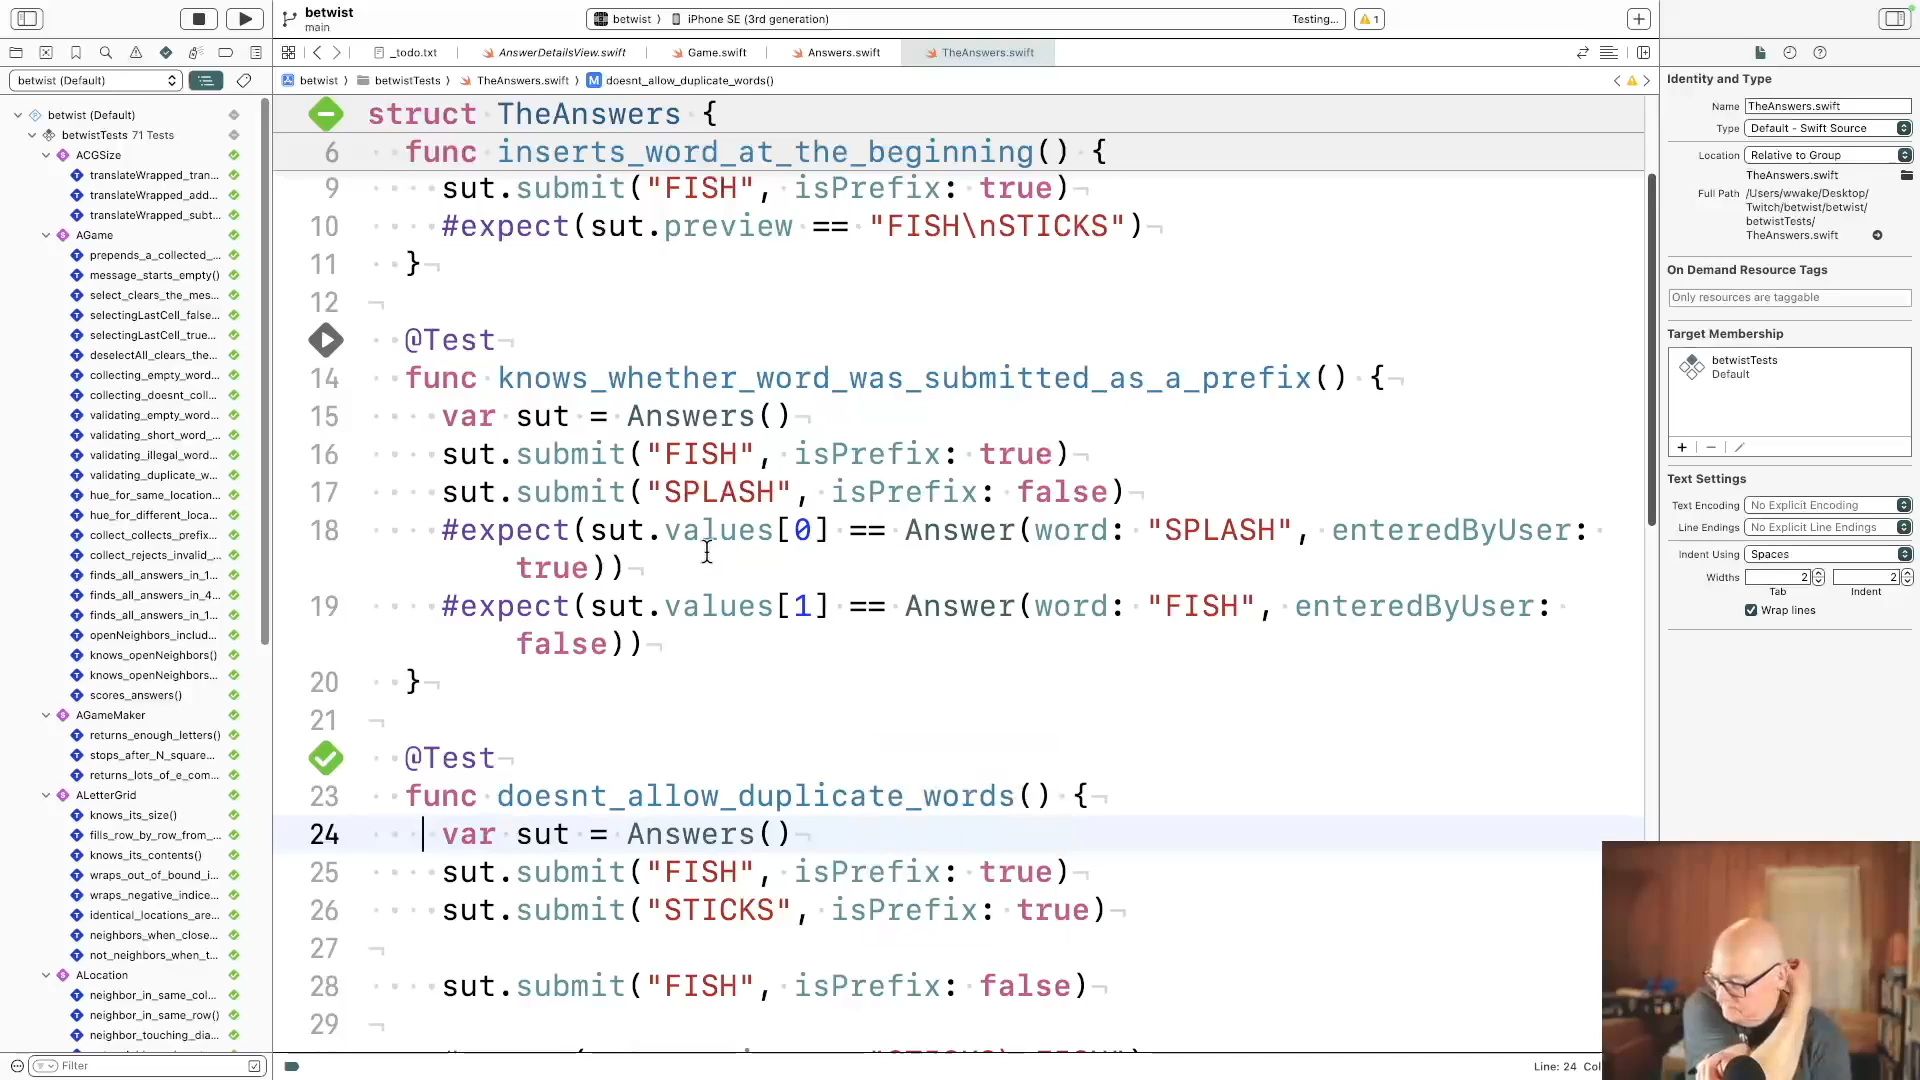 betwist
main
betwist
iPhone SE (3rd generation)
Testing...
1
_todo.txt
AnswerDetailsView.swift
Game.swift
Answers.swift
TheAnswers.swift
betwist (Default)
betwist
betwistTests
TheAnswers.swift
M
doesnt_allow_duplicate_words()
betwist (Default)
betwistTests 71 Tests
ACGSize
translateWrapped_tran...
translateWrapped_add...
translateWrapped_subt...
AGame
prepends_a_collected_...
message_starts_empty()
select_clears_the_mes...
selectingLastCell_false...
selectingLastCell_true...
deselectAll_clears_the...
collecting_empty_word...
collecting_doesnt_coll...
validating_empty_word...
validating_short_word_...
validating_illegal_word...
validating_duplicate_w...
hue_for_same_location...
hue_for_different_loca...
collect_collects_prefix...
collect_rejects_invalid_...
finds_all_answers_in_1...
finds_all_answers_in_4...
finds_all_answers_in_1...
openNeighbors_includ...
knows_openNeighbors()
knows_openNeighbors...
scores_answers()
AGameMaker
returns_enough_letters()
stops_after_N_square...
returns_lots_of_e_com...
ALetterGrid
knows_its_size()
fills_row_by_row_from_...
knows_its_contents()
wraps_out_of_bound_i...
wraps_negative_indice...
identical_locations_are...
neighbors_when_close...
not_neighbors_when_t...
ALocation
neighbor_in_same_col...
neighbor_in_same_row()
neighbor_touching_dia...
Filter
struct TheAnswers {
6 func inserts_word_at_the_beginning() {
9 sut.submit("FISH", isPrefix: true)
10 #expect(sut.preview == "FISH\nSTICKS")
11 }
12
@Test
14 func knows_whether_word_was_submitted_as_a_prefix() {
15 var sut = Answers()
16 sut.submit("FISH", isPrefix: true)
17 sut.submit("SPLASH", isPrefix: false)
18 #expect(sut.values[0] == Answer(word: "SPLASH", enteredByUser:
true))
19 #expect(sut.values[1] == Answer(word: "FISH", enteredByUser:
false))
20 }
21
@Test
23 func doesnt_allow_duplicate_words() {
24 var sut = Answers()
25 sut.submit("FISH", isPrefix: true)
26 sut.submit("STICKS", isPrefix: true)
27
28 sut.submit("FISH", isPrefix: false)
29
Line: 24 Col
Identity and Type
Name TheAnswers.swift
Type Default - Swift Source
Location Relative to Group
TheAnswers.swift
Full Path /Users/wwake/Desktop/
Twitch/betwist/betwist/
betwistTests/
TheAnswers.swift
On Demand Resource Tags
Only resources are taggable
Target Membership
betwistTests
Default
Text Settings
Text Encoding No Explicit Encoding
Line Endings No Explicit Line Endings
Indent Using Spaces
Widths 2 2
Tab Indent
Wrap lines